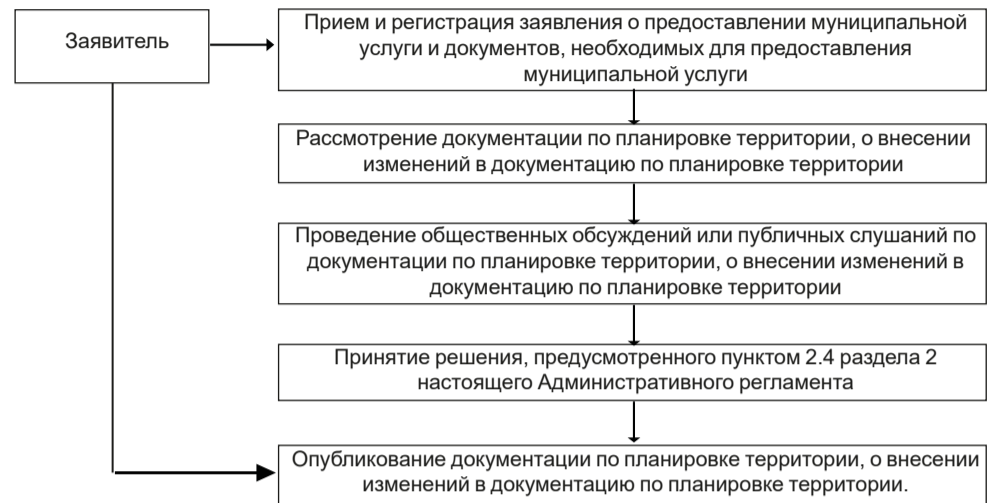 Заявитель
Прием и регистрация заявления о предоставлении муниципальной
услуги и документов, необходимых для предоставления
муниципальной услуги
Рассмотрение документации по планировке территории, о внесении
изменений в документацию по планировке территории
Проведение общественных обсуждений или публичных слушаний по
документации по планировке территории, о внесении изменений в
документацию по планировке территории
Принятие решения, предусмотренного пунктом 2.4 раздела 2
настоящего Административного регламента
Опубликование документации по планировке территории, о внесении
изменений в документацию по планировке территории.